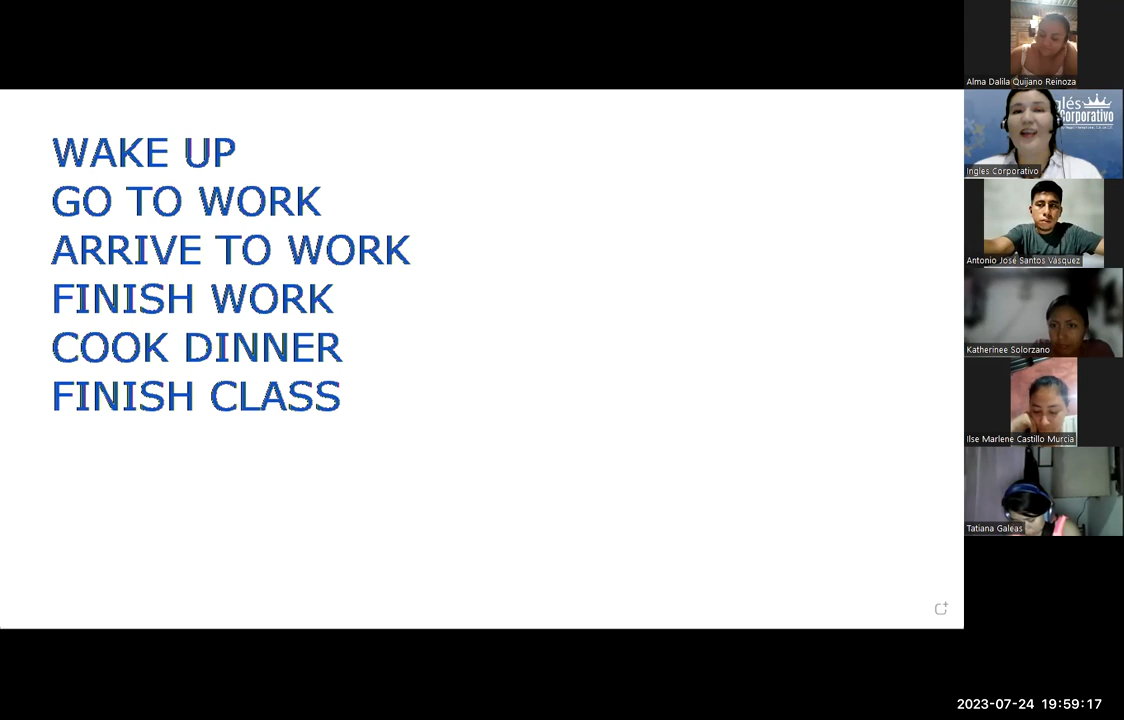 WAKE UP
GO TO WORK
ARRIVE TO WORK
FINISH WORK
COOK DINNER
FINISH CLASS
Alma Dalila Quijano Reinoza
glés
Corporativo
Ingles Corporativo
Antonio José Santos Vásquez
Katherinee Solorzano
Ilse Marlene Castillo Murcia
Tatiana Galeas
2023-07-24 19:59:17